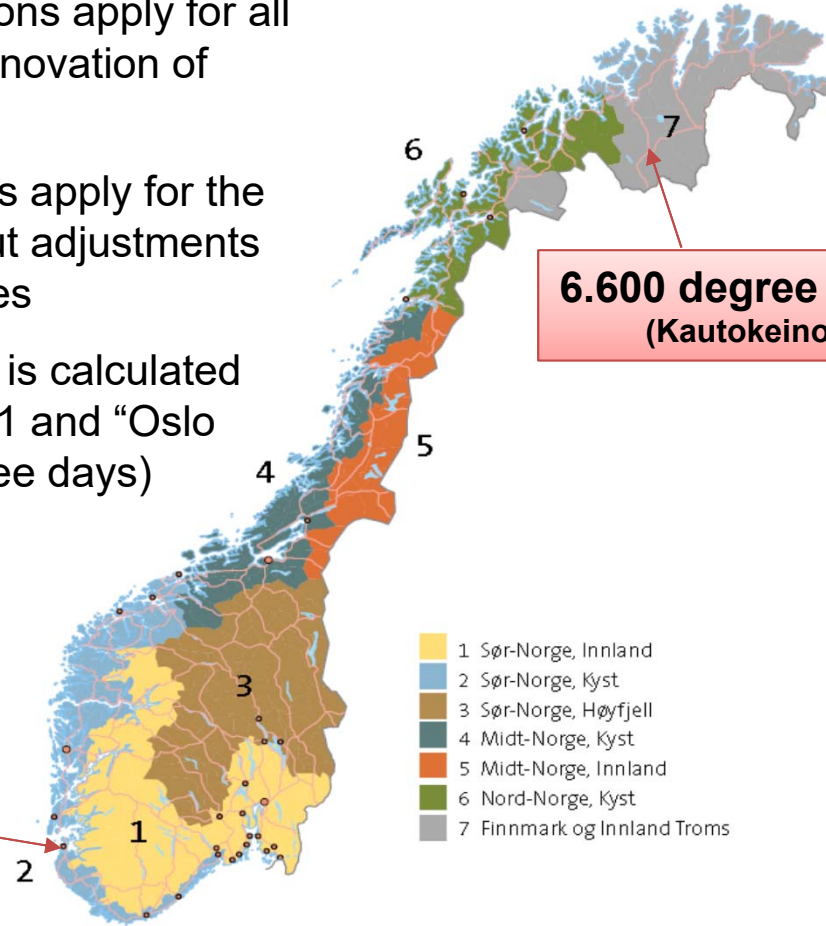 ons apply for all
novation of
s apply for the
ut adjustments
es
is calculated
1 and “Oslo
ee days)
6
7
6.600 degree
(Kautokeino
5
4
3
1
2
1 Sør-Norge, Innland
2 Sør-Norge, Kyst
3 Sør-Norge, Høyfjell
4 Midt-Norge, Kyst
5 Midt-Norge, Innland
6 Nord-Norge, Kyst
7 Finnmark og Innland Troms